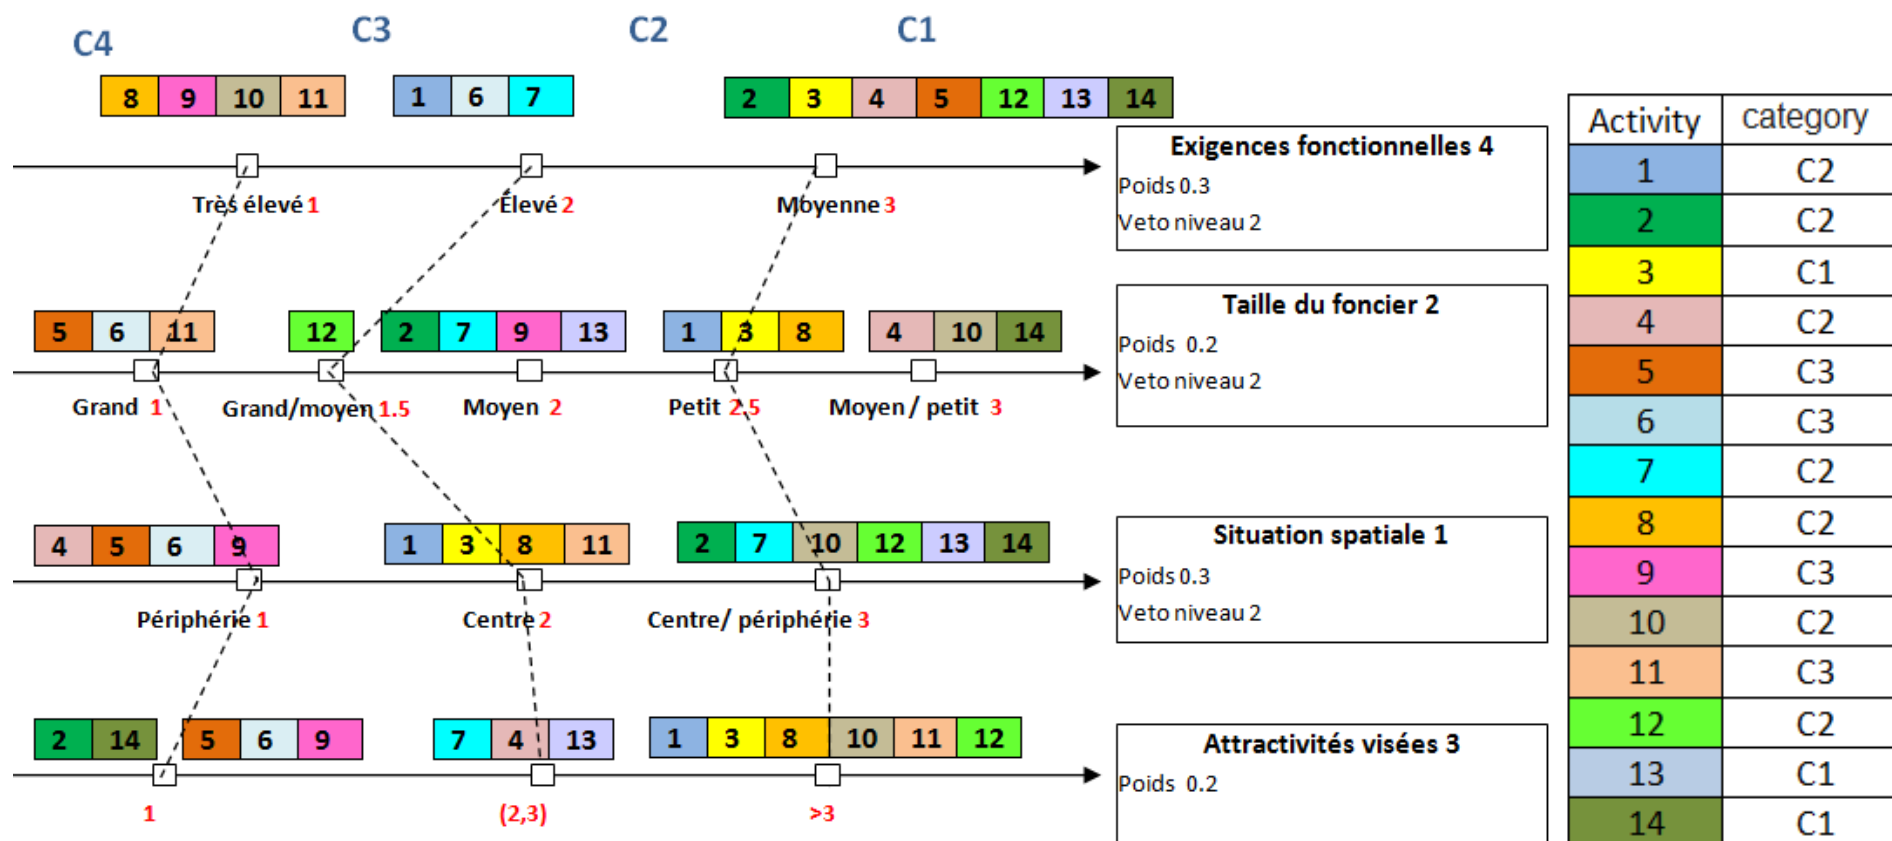 C4 C3 C2 C1
8 9 10 11 1 6 7 2 3 4 5 12 13 14
Exigences fonctionnelles 4
Poids 0.3
Veto niveau 2
Très élevé 1 Élevé 2 Moyenne 3
5 6 11 12 2 7 9 13 1 3 8 4 10 14
Taille du foncier 2
Poids 0.2
Veto niveau 2
Grand 1 Grand/moyen 1.5 Moyen 2 Petit 2.5 Moyen / petit 3
4 5 6 9 1 3 8 11 2 7 10 12 13 14
Situation spatiale 1
Poids 0.3
Veto niveau 2
Périphérie 1 Centre 2 Centre/ périphérie 3
2 14 5 6 9 7 4 13 1 3 8 10 11 12
Attractivités visées 3
Poids 0.2
1 (2,3) >3
Activity category
1 C2
2 C2
3 C1
4 C2
5 C3
6 C3
7 C2
8 C2
9 C3
10 C2
11 C3
12 C2
13 C1
14 C1